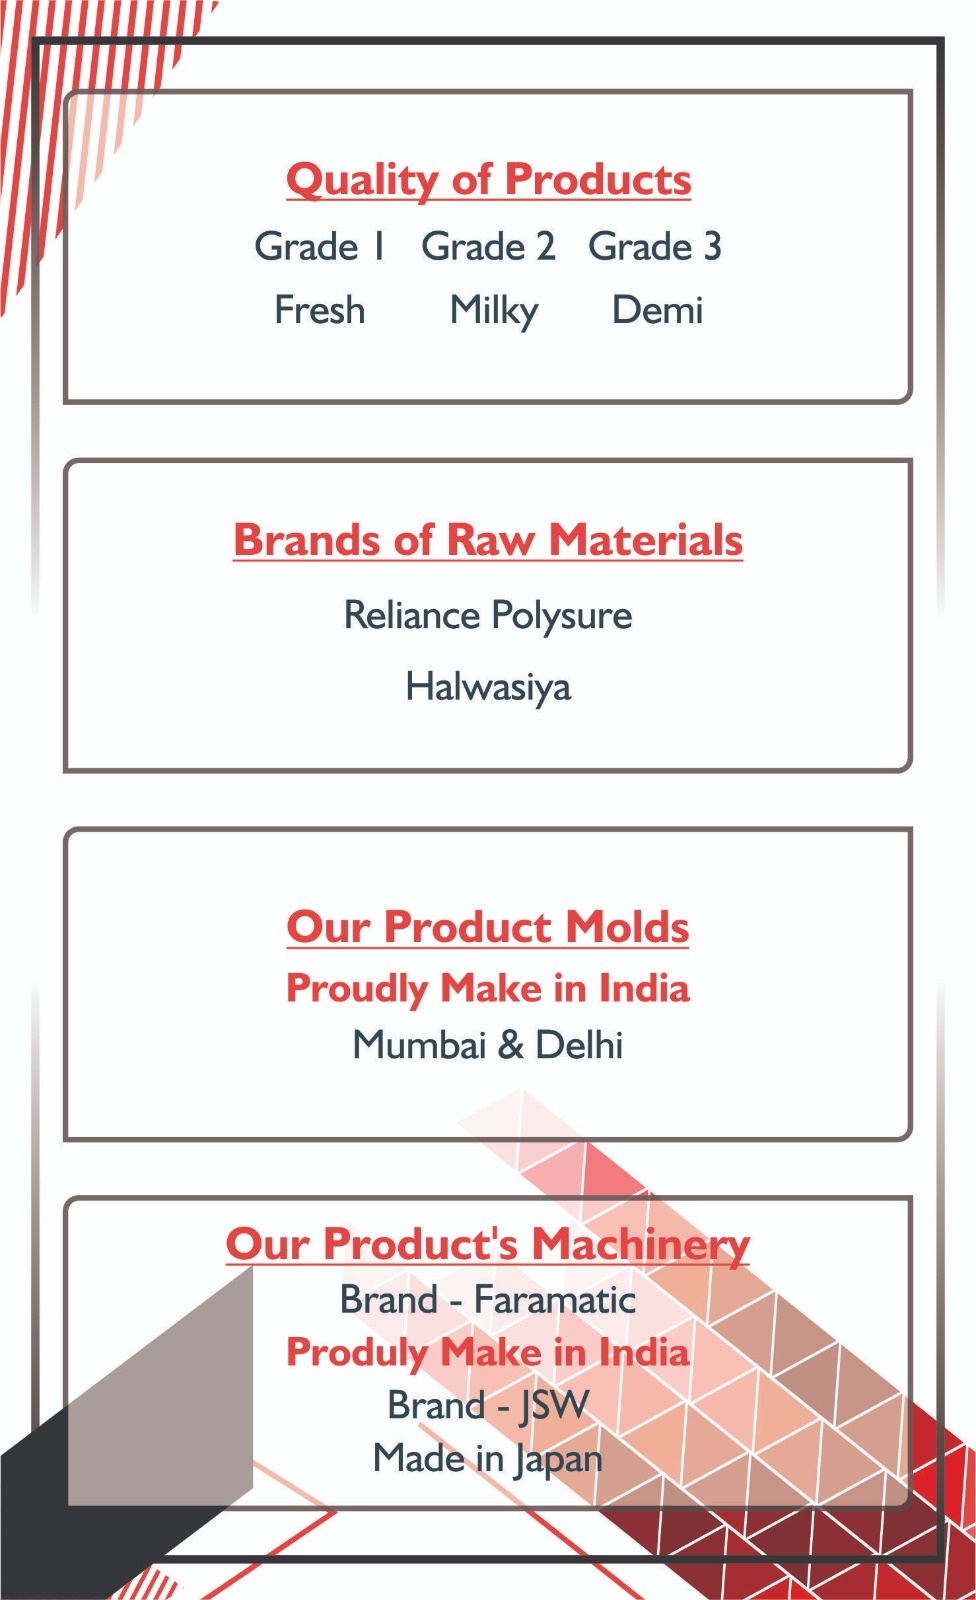 Quality of Products
Grade 1 Grade 2 Grade 3
Fresh Milky Demi
Brands of Raw Materials
Reliance Polysure
Halwasiya
Our Product Molds
Proudly Make in India
Mumbai & Delhi
Our Product's Machinery
Brand - Faramatic
Produly Make in India
Brand - JSW
Made in Japan